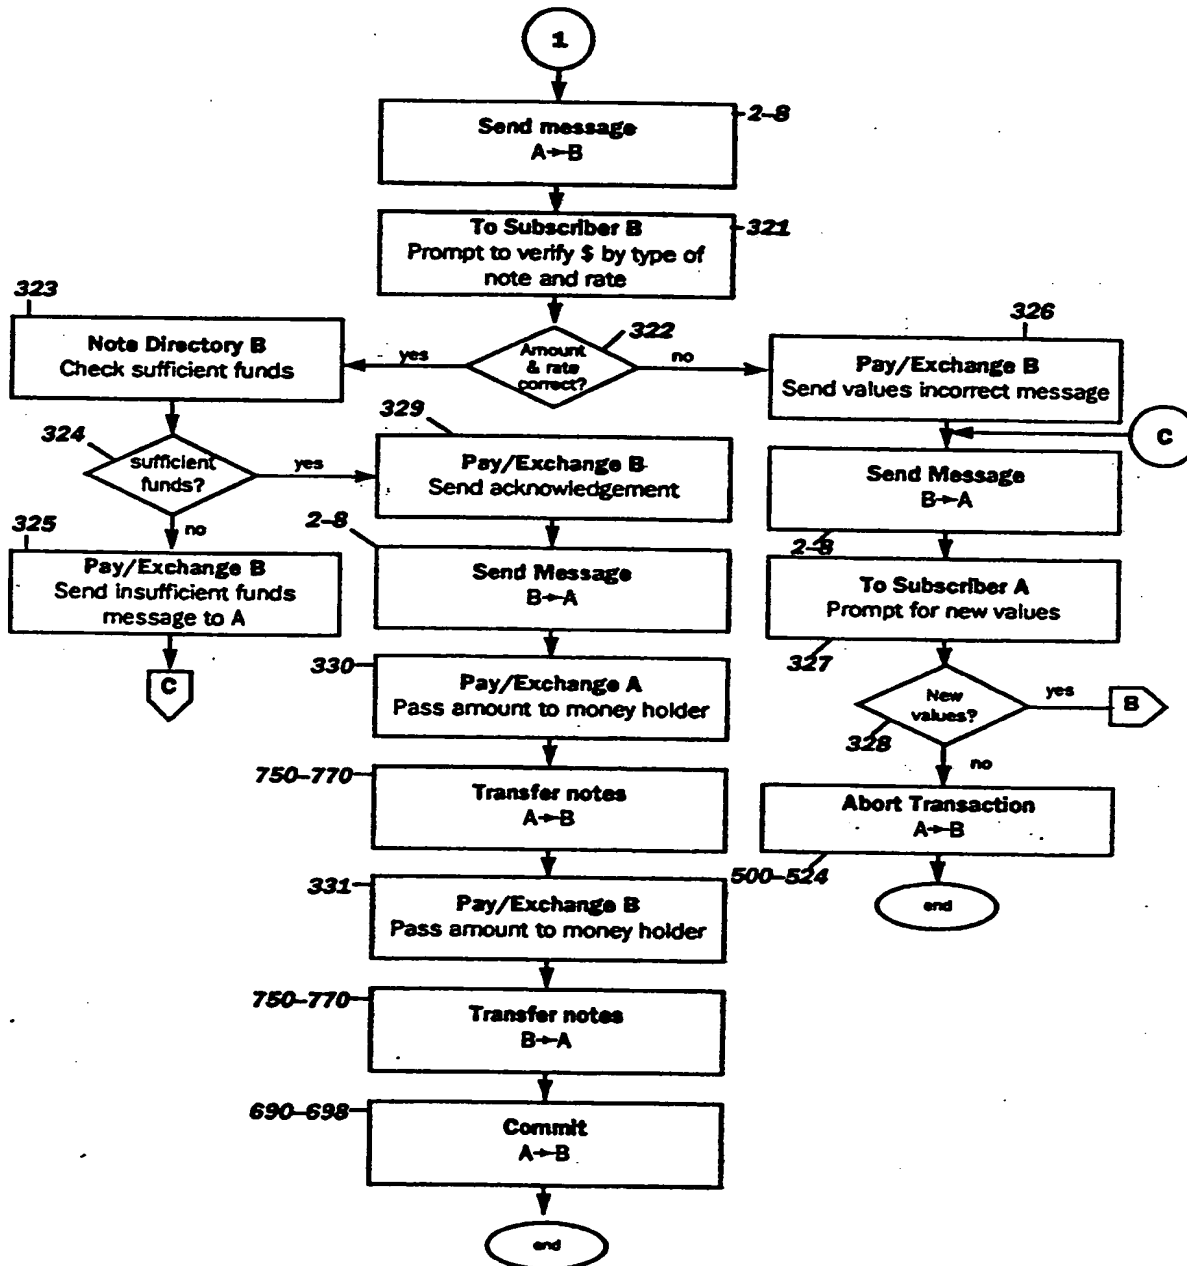 1
Send message
A→B
2–8
To Subscriber B
Prompt to verify $ by type of
note and rate
321
Amount
& rate
correct?
322
yes
no
323
Note Directory B
Check sufficient funds
326
Pay/Exchange B
Send values incorrect message
C
324
sufficient
funds?
yes
no
329
Pay/Exchange B
Send acknowledgement
Send Message
B→A
2–8
325
Pay/Exchange B
Send insufficient funds
message to A
C
2–8
Send Message
B→A
To Subscriber A
Prompt for new values
327
330
Pay/Exchange A
Pass amount to money holder
New
values?
328
yes
B
no
750–770
Transfer notes
A→B
Abort Transaction
A→B
500–524
end
331
Pay/Exchange B
Pass amount to money holder
750–770
Transfer notes
B→A
690–698
Commit
A→B
end